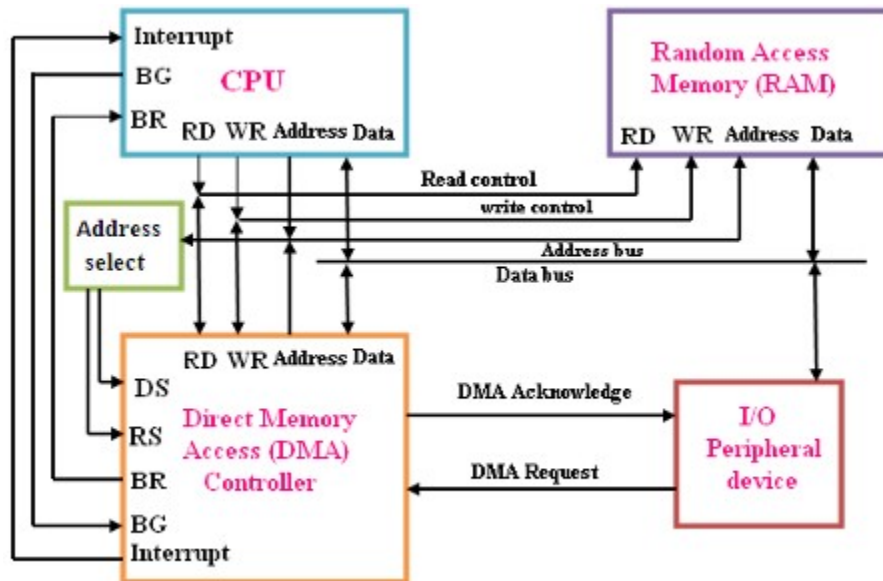 Interrupt
BG
CPU
BR
RD WR Address Data
Random Access
Memory (RAM)
RD WR Address Data
Read control
write control
Address bus
Data bus
Address
select
RD WR Address Data
DS
RS
BR
BG
Interrupt
Direct Memory
Access (DMA)
Controller
DMA Acknowledge
DMA Request
I/O
Peripheral
device